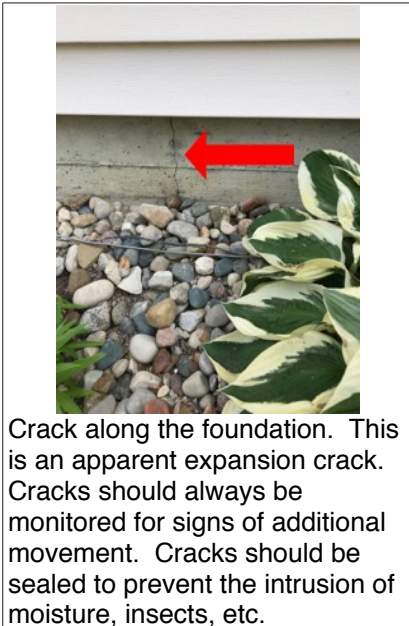 Crack along the foundation.  This
is an apparent expansion crack.
Cracks should always be
monitored for signs of additional
movement.  Cracks should be
sealed to prevent the intrusion of
moisture, insects, etc.